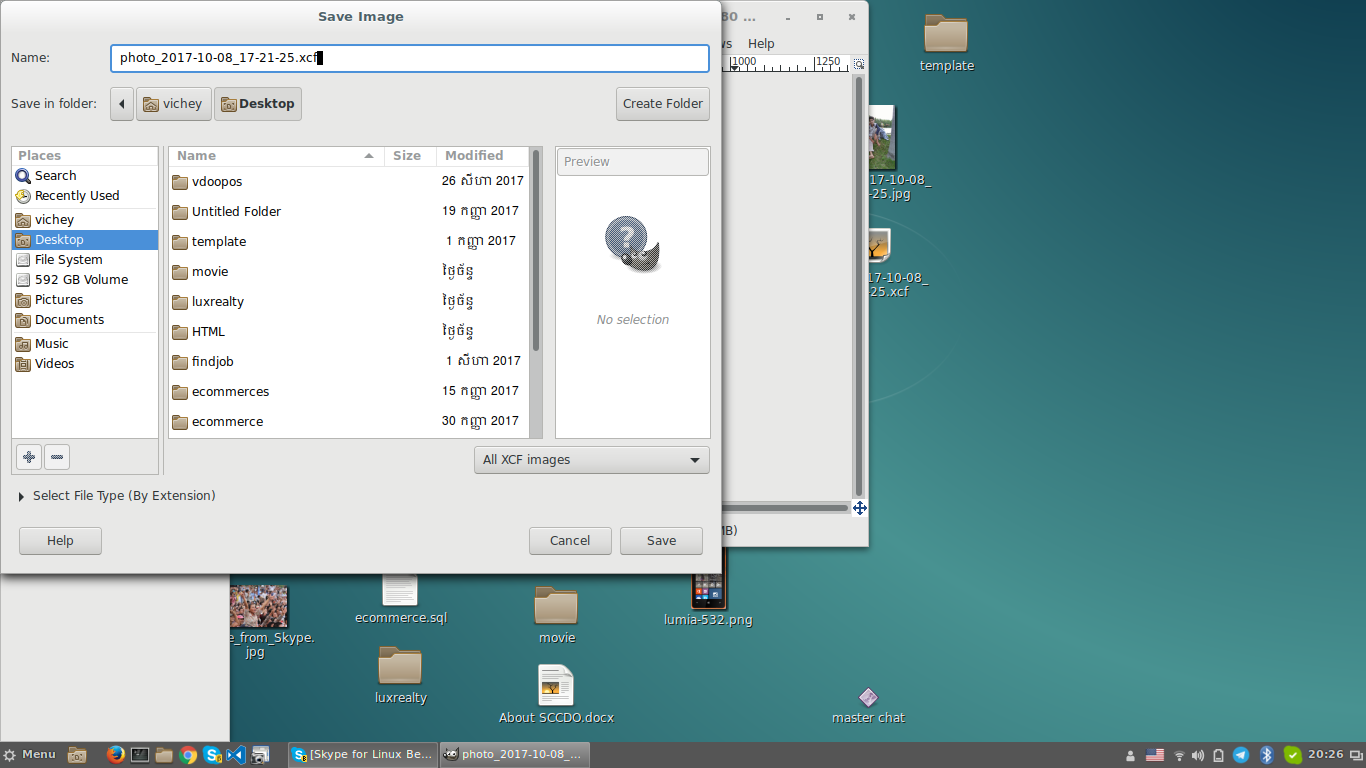 Save Image
Name:
photo_2017-10-08_17-21-25.xcf
Save in folder:
vichey
Desktop
Create Folder
Places
Search
Recently Used
vichey
Desktop
File System
592 GB Volume
Pictures
Documents
Music
Videos
Name Size Modified
vdoopos 26 សីហា 2017
Untitled Folder 19 កញ្ញា 2017
template 1 កញ្ញា 2017
movie ថ្ងៃច័ន្ទ
luxrealty ថ្ងៃច័ន្ទ
HTML ថ្ងៃច័ន្ទ
findjob 1 សីហា 2017
ecommerces 15 កញ្ញា 2017
ecommerce 30 កញ្ញា 2017
Preview
No selection
All XCF images
Select File Type (By Extension)
Help
Cancel
Save
80 ...
ws Help
1000 1250
MB)
template
17-10-08_
-25.jpg
17-10-08_
-25.xcf
e_from_Skype.
jpg
ecommerce.sql
movie
lumia-532.png
luxrealty
About SCCDO.docx
master chat
Menu
[Skype for Linux Be...
photo_2017-10-08_...
20:26